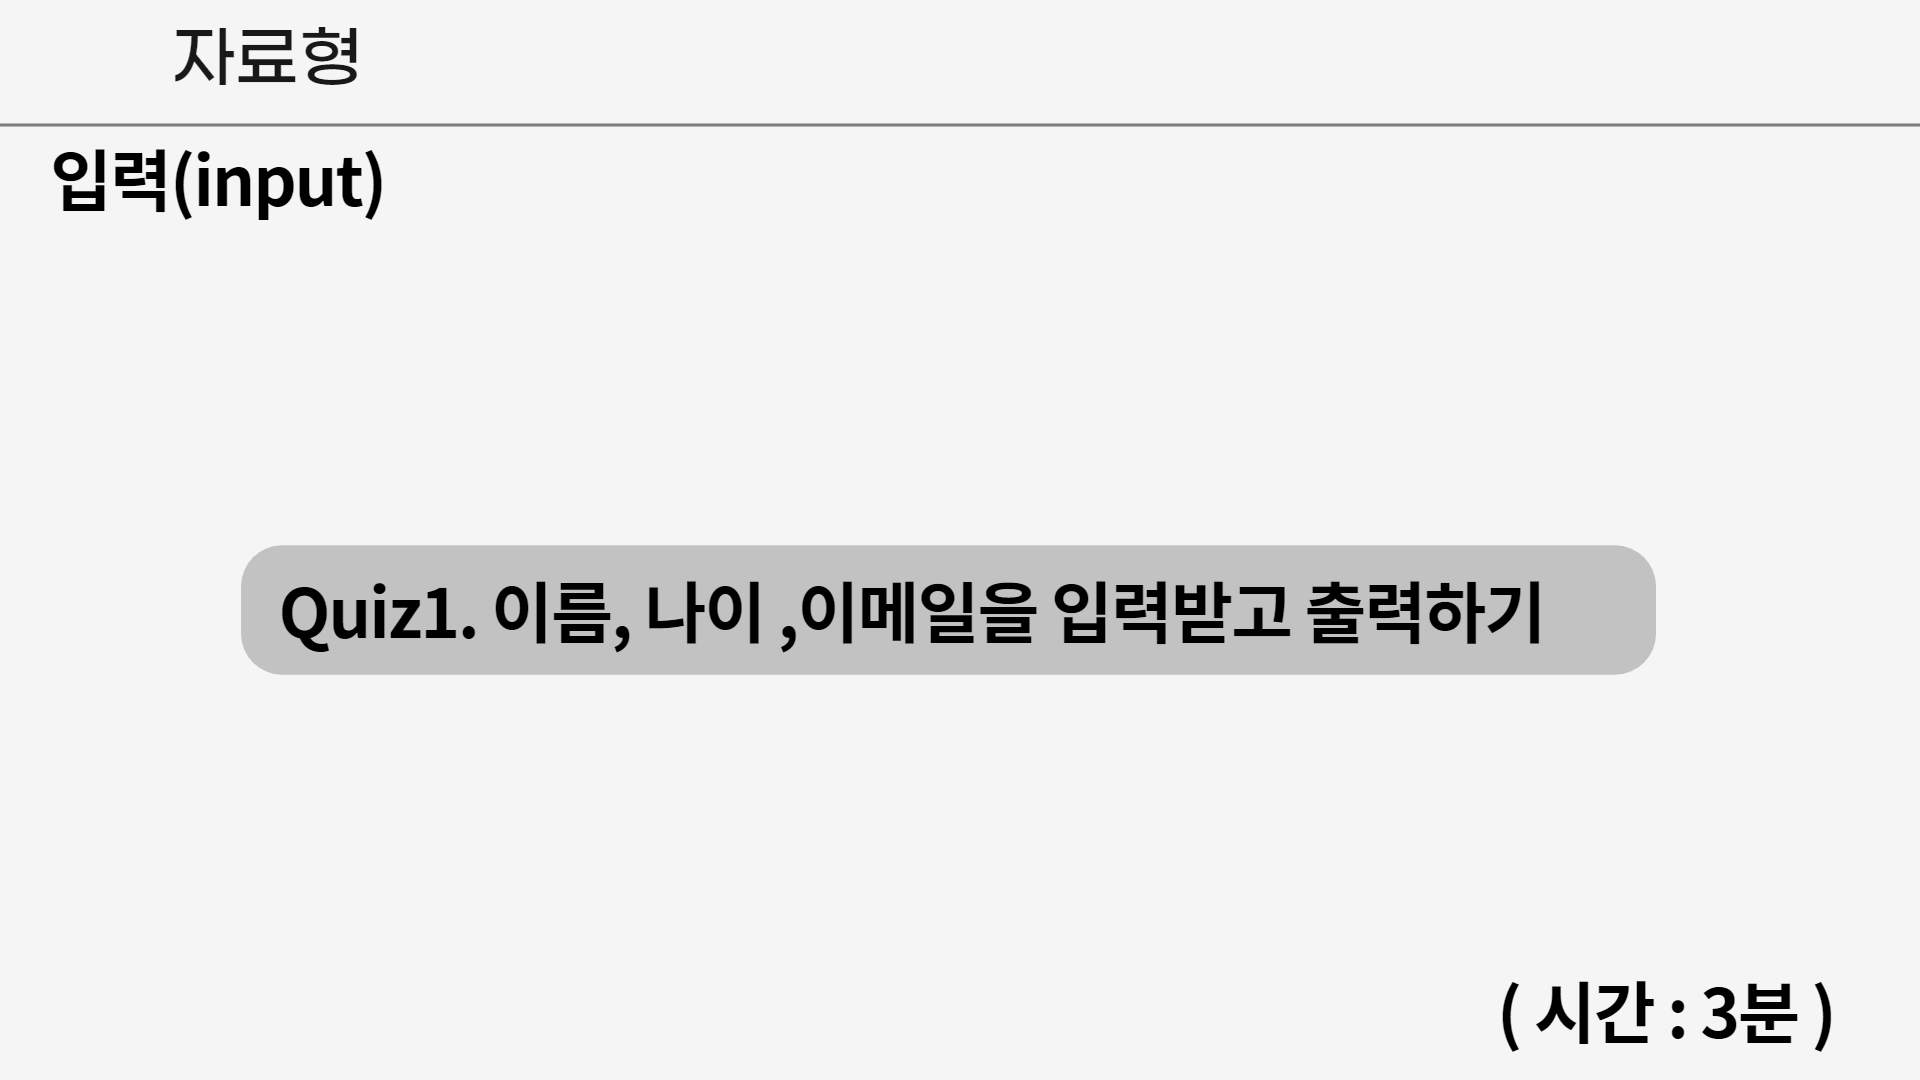 자료형
입력(input)
Quiz1. 이름, 나이 ,이메일을 입력받고 출력하기
( 시간 : 3분 )